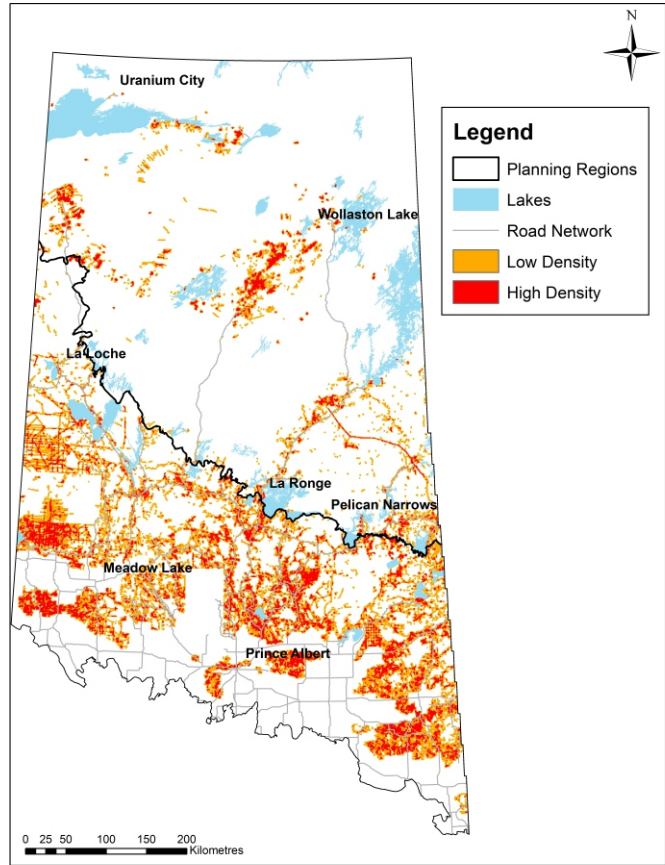 N
Uranium City
Wollaston Lake
La Loche
La Ronge
Pelican Narrows
Meadow Lake
Prince Albert
Legend
Planning Regions
Lakes
Road Network
Low Density
High Density
0 25 50 100 150 200
Kilometres